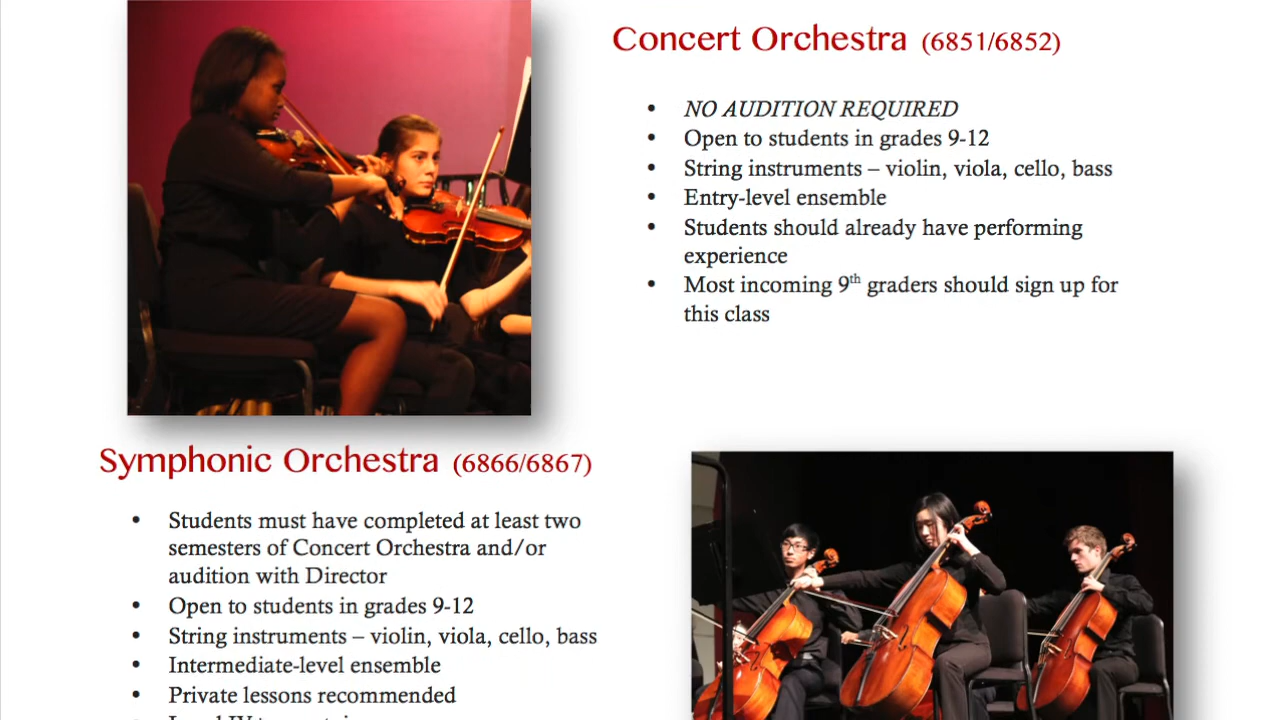 Concert Orchestra (6851/6852)
• NO AUDITION REQUIRED
• Open to students in grades 9-12
• String instruments – violin, viola, cello, bass
• Entry-level ensemble
• Students should already have performing
experience
• Most incoming 9th graders should sign up for
this class
Symphonic Orchestra (6866/6867)
• Students must have completed at least two
semesters of Concert Orchestra and/or
audition with Director
• Open to students in grades 9-12
• String instruments – violin, viola, cello, bass
• Intermediate-level ensemble
• Private lessons recommended